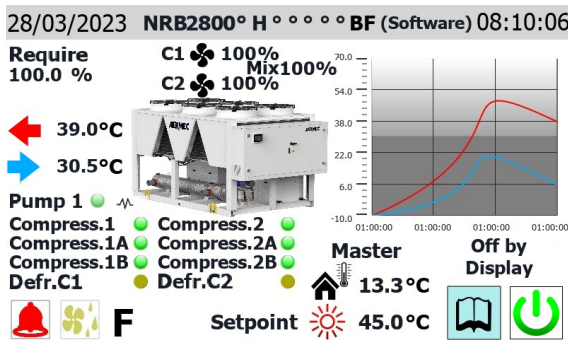 28/03/2023 NRB2800° H ° ° ° ° ° BF (Software) 08:10:06
Require
100.0 %
C1 100%
C2 100%
Mix100%
39.0°C
30.5°C
AERMEC
Pump 1
Compress.1 Compress.2
Compress.1A Compress.2A
Compress.1B Compress.2B
Defr.C1 Defr.C2
70.0
54.0
38.0
22.0
6.0
-10.0
01:00:00 01:00:00 01:00:00 01:00:00
Master
13.3°C
Off by
Display
F
Setpoint 45.0°C